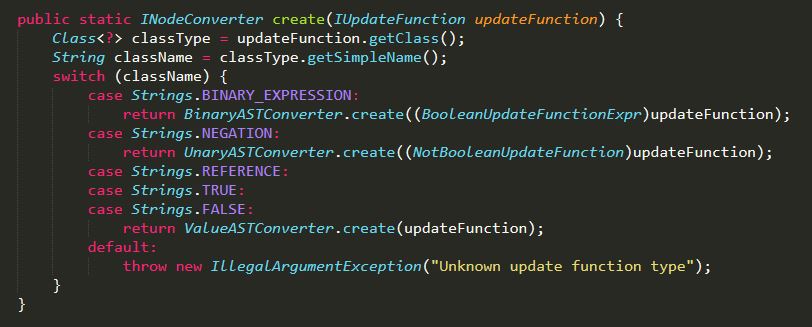 public static INodeConverter create(IUpdateFunction updateFunction) {
    Class<?> classType = updateFunction.getClass();
    String className = classType.getSimpleName();
    switch (className) {
        case Strings.BINARY_EXPRESSION:
            return BinaryASTConverter.create((BooleanUpdateFunctionExpr)updateFunction);
        case Strings.NEGATION:
            return UnaryASTConverter.create((NotBooleanUpdateFunction)updateFunction);
        case Strings.REFERENCE:
        case Strings.TRUE:
        case Strings.FALSE:
            return ValueASTConverter.create(updateFunction);
        default:
            throw new IllegalArgumentException("Unknown update function type");
    }
}